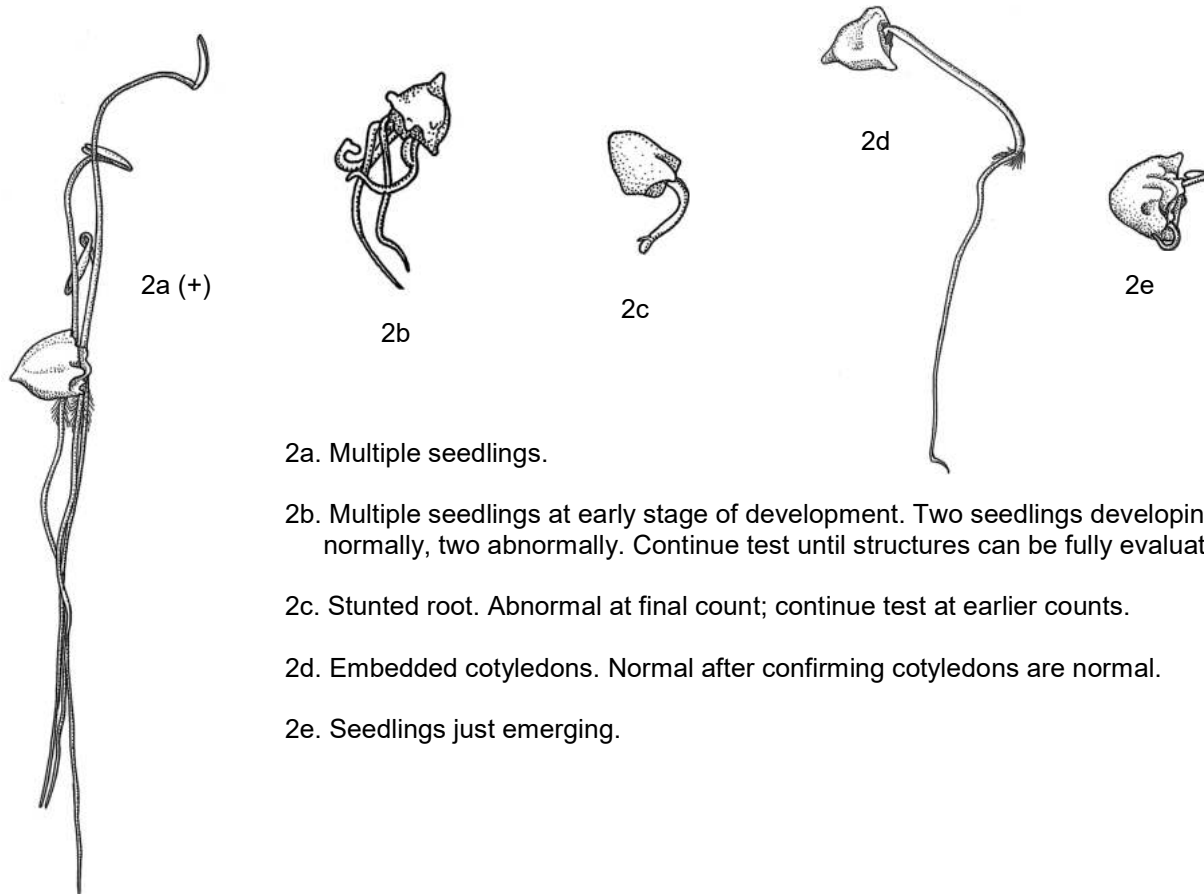 2a (+)
2b
2c
2d
2e
2a. Multiple seedlings.
2b. Multiple seedlings at early stage of development. Two seedlings developin
normally, two abnormally. Continue test until structures can be fully evaluat
2c. Stunted root. Abnormal at final count; continue test at earlier counts.
2d. Embedded cotyledons. Normal after confirming cotyledons are normal.
2e. Seedlings just emerging.